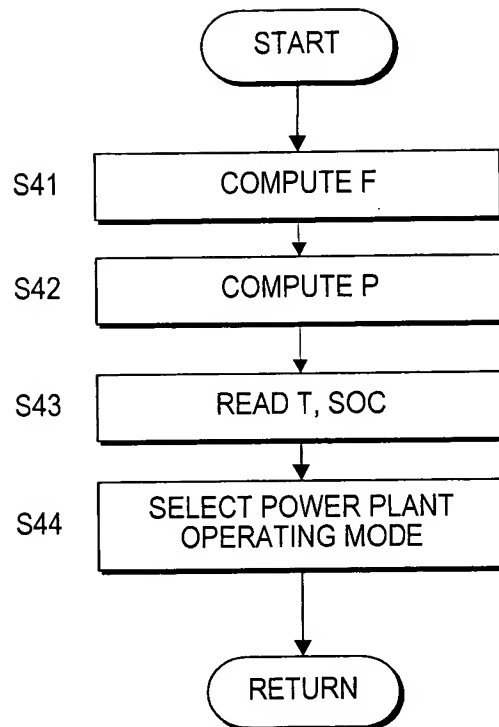 START
S41
COMPUTE F
S42
COMPUTE P
S43
READ T, SOC
S44
SELECT POWER PLANT
OPERATING MODE
RETURN